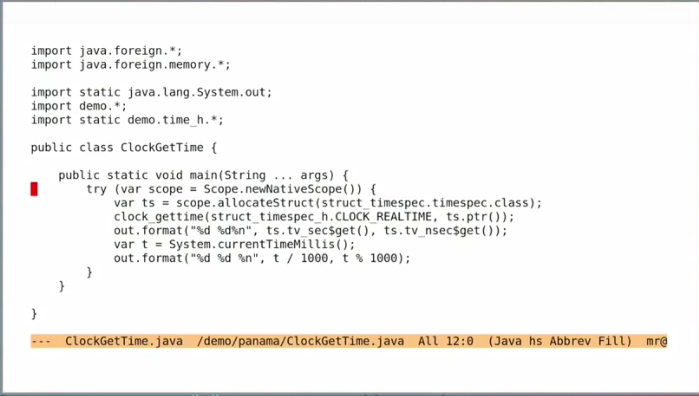 import java.foreign.*;
import java.foreign.memory.*;
import static java.lang.System.out;
import demo.*;
import static demo.time_h.*;
public class ClockGetTime {
    public static void main(String ... args) {
        try (var scope = Scope.newNativeScope()) {
            var ts = scope.allocateStruct(struct_timespec.timespec.class);
            clock_gettime(struct_timespec_h.CLOCK_REALTIME, ts.ptr());
            out.format("%d %d%n", ts.tv_sec$get(), ts.tv_nsec$get());
            var t = System.currentTimeMillis();
            out.format("%d %d %n", t / 1000, t % 1000);
        }
    }
}
---  ClockGetTime.java  /demo/panama/ClockGetTime.java  All 12:0  (Java hs Abbrev Fill)  mr@